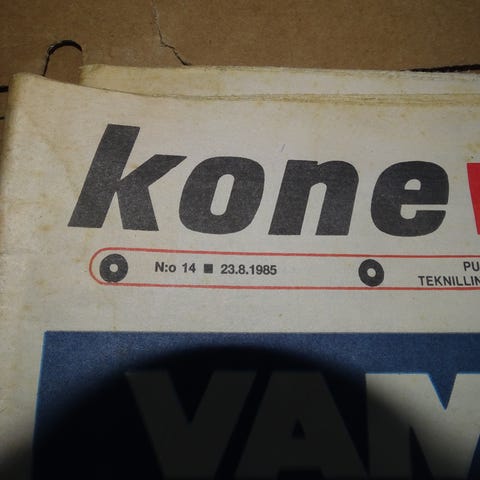 kone
N:o 14 ■ 23.8.1985
PU
TEKNILLIN
VAM